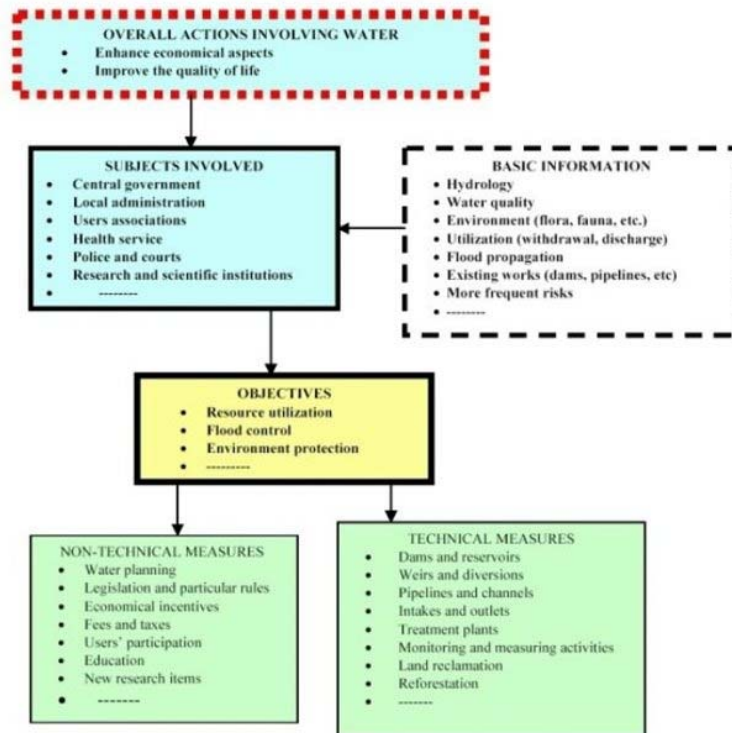 OVERALL ACTIONS INVOLVING WATER
• Enhance economical aspects
• Improve the quality of life
SUBJECTS INVOLVED
• Central government
• Local administration
• Users associations
• Health service
• Police and courts
• Research and scientific institutions
• --------
BASIC INFORMATION
• Hydrology
• Water quality
• Environment (flora, fauna, etc.)
• Utilization (withdrawal, discharge)
• Flood propagation
• Existing works (dams, pipelines, etc)
• More frequent risks
• --------
OBJECTIVES
• Resource utilization
• Flood control
• Environment protection
• ---------
NON-TECHNICAL MEASURES
• Water planning
• Legislation and particular rules
• Economical incentives
• Fees and taxes
• Users’ participation
• Education
• New research items
• -------
TECHNICAL MEASURES
• Dams and reservoirs
• Weirs and diversions
• Pipelines and channels
• Intakes and outlets
• Treatment plants
• Monitoring and measuring activities
• Land reclamation
• Reforestation
• -------